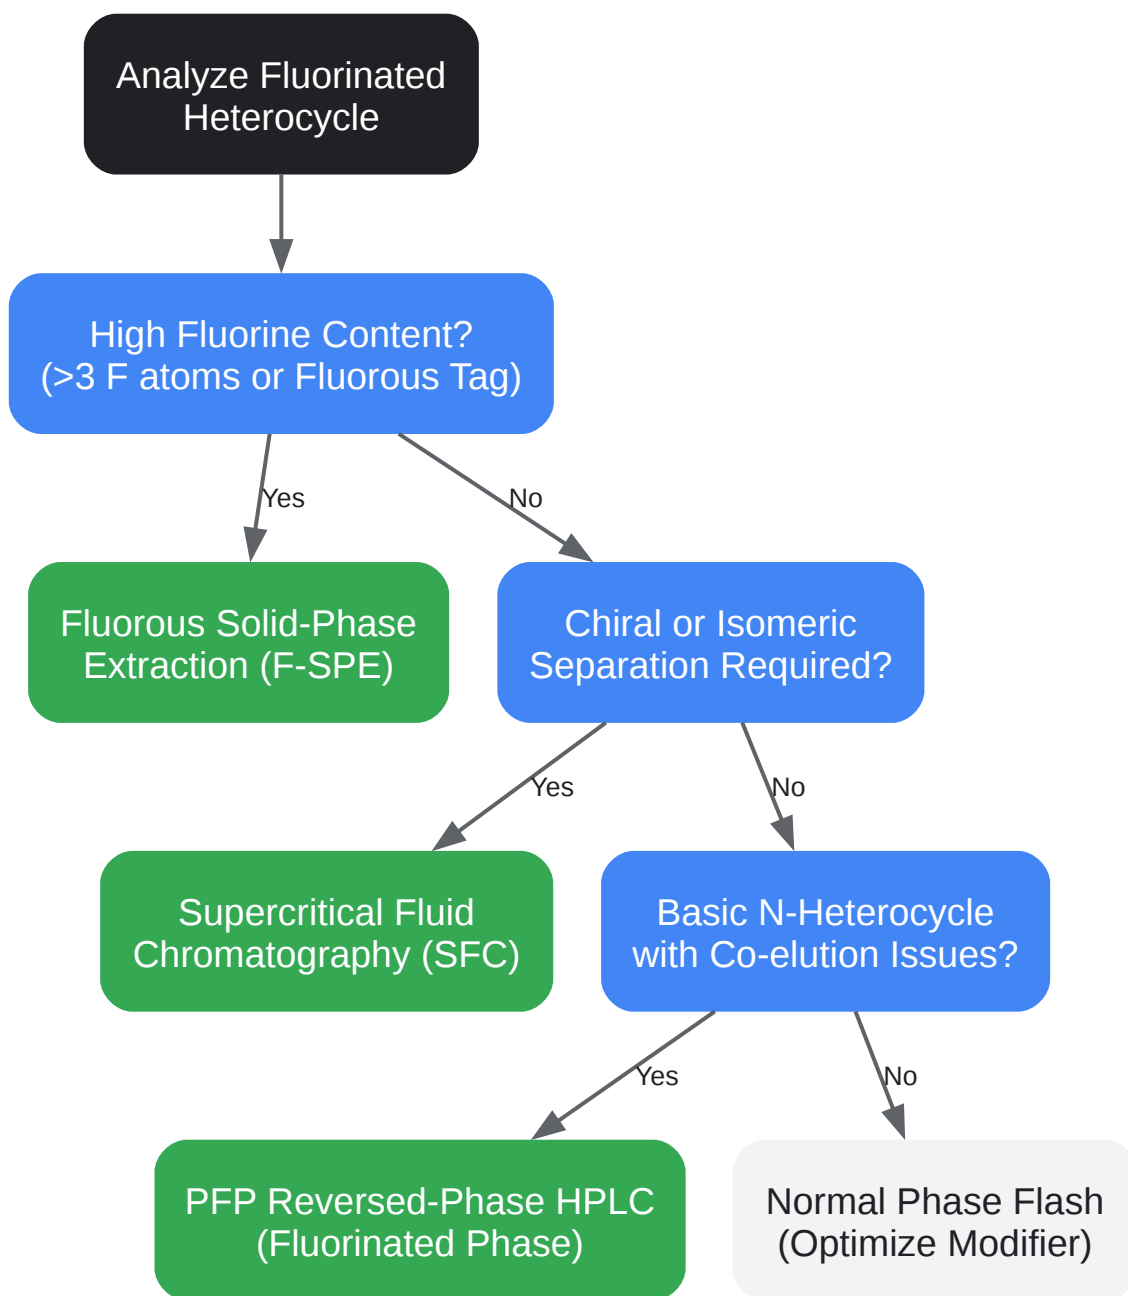 Analyze Fluorinated
Heterocycle
High Fluorine Content?
(>3 F atoms or Fluorous Tag)
Yes
No
Fluorous Solid-Phase
Extraction (F-SPE)
Chiral or Isomeric
Separation Required?
Yes
No
Supercritical Fluid
Chromatography (SFC)
Basic N-Heterocycle
with Co-elution Issues?
Yes
No
PFP Reversed-Phase HPLC
(Fluorinated Phase)
Normal Phase Flash
(Optimize Modifier)